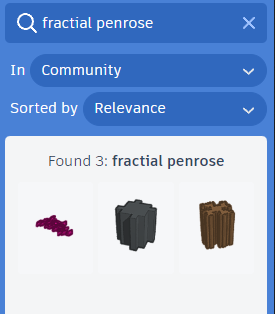 fractial penrose
In Community
Sorted by Relevance
Found 3: fractial penrose